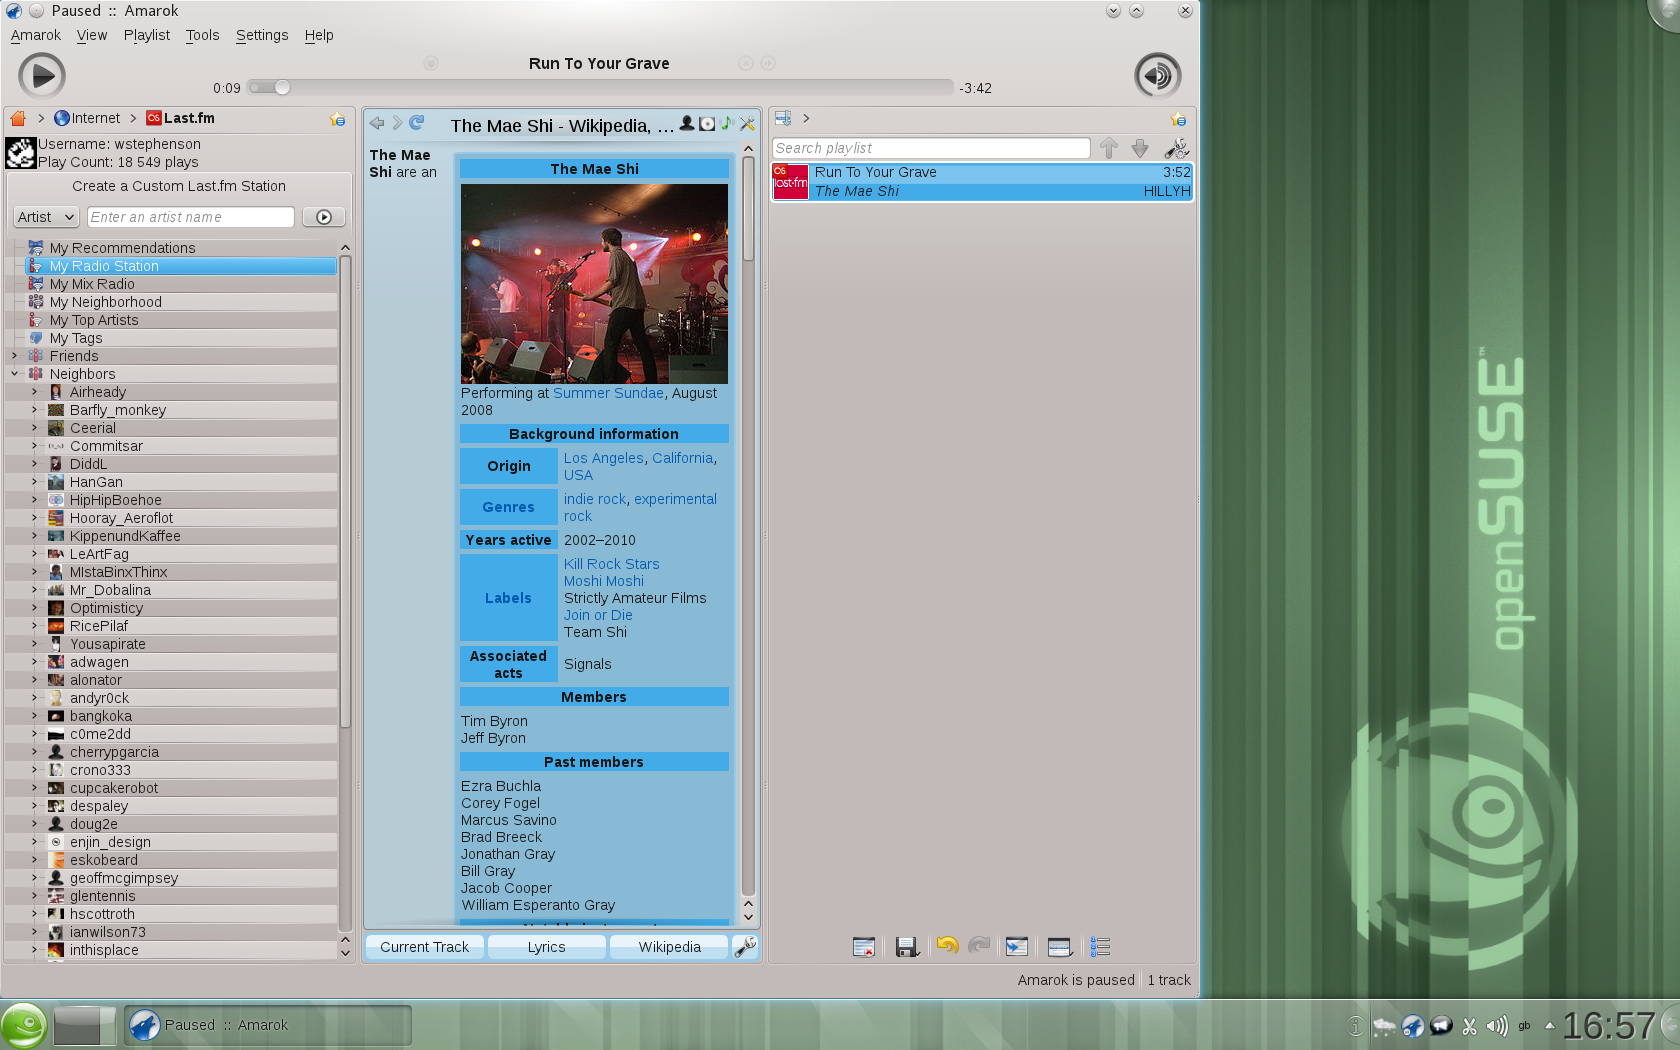 Paused :: Amarok
Amarok View Playlist Tools Settings Help
Run To Your Grave
0:09
-3:42
Internet
Last.fm
Username: wstephenson
Play Count: 18 549 plays
Create a Custom Last.fm Station
Artist
Enter an artist name
My Recommendations
My Radio Station
My Mix Radio
My Neighborhood
My Top Artists
My Tags
Friends
Neighbors
Airheady
Barfly_monkey
Ceerial
Commitsar
DiddL
HanGan
HipHipBoehoe
Hooray_Aeroflot
KippenundKaffee
LeArtFag
MIstaBinxThinx
Mr_Dobalina
Optimisticy
RicePilaf
Yousapirate
adwagen
alonator
andyr0ck
bangkoka
c0me2dd
cherrypgarcia
crono333
cupcakerobot
despaley
doug2e
enjin_design
eskobeard
geoffmcgimpsey
glentennis
hscottroth
ianwilson73
inthisplace
The Mae Shi - Wikipedia, ...
The Mae
Shi are an
The Mae Shi
Performing at Summer Sundae, August
2008
Background information
Origin
Los Angeles, California,
USA
Genres
indie rock, experimental
rock
Years active
2002–2010
Labels
Kill Rock Stars
Moshi Moshi
Strictly Amateur Films
Join or Die
Team Shi
Associated
acts
Signals
Members
Tim Byron
Jeff Byron
Past members
Ezra Buchla
Corey Fogel
Marcus Savino
Brad Breeck
Jonathan Gray
Bill Gray
Jacob Cooper
William Esperanto Gray
Current Track
Lyrics
Wikipedia
Search playlist
last·fm
Run To Your Grave
3:52
The Mae Shi
HILLYH
Amarok is paused
1 track
openSUSE™
Paused :: Amarok
gb
16:57